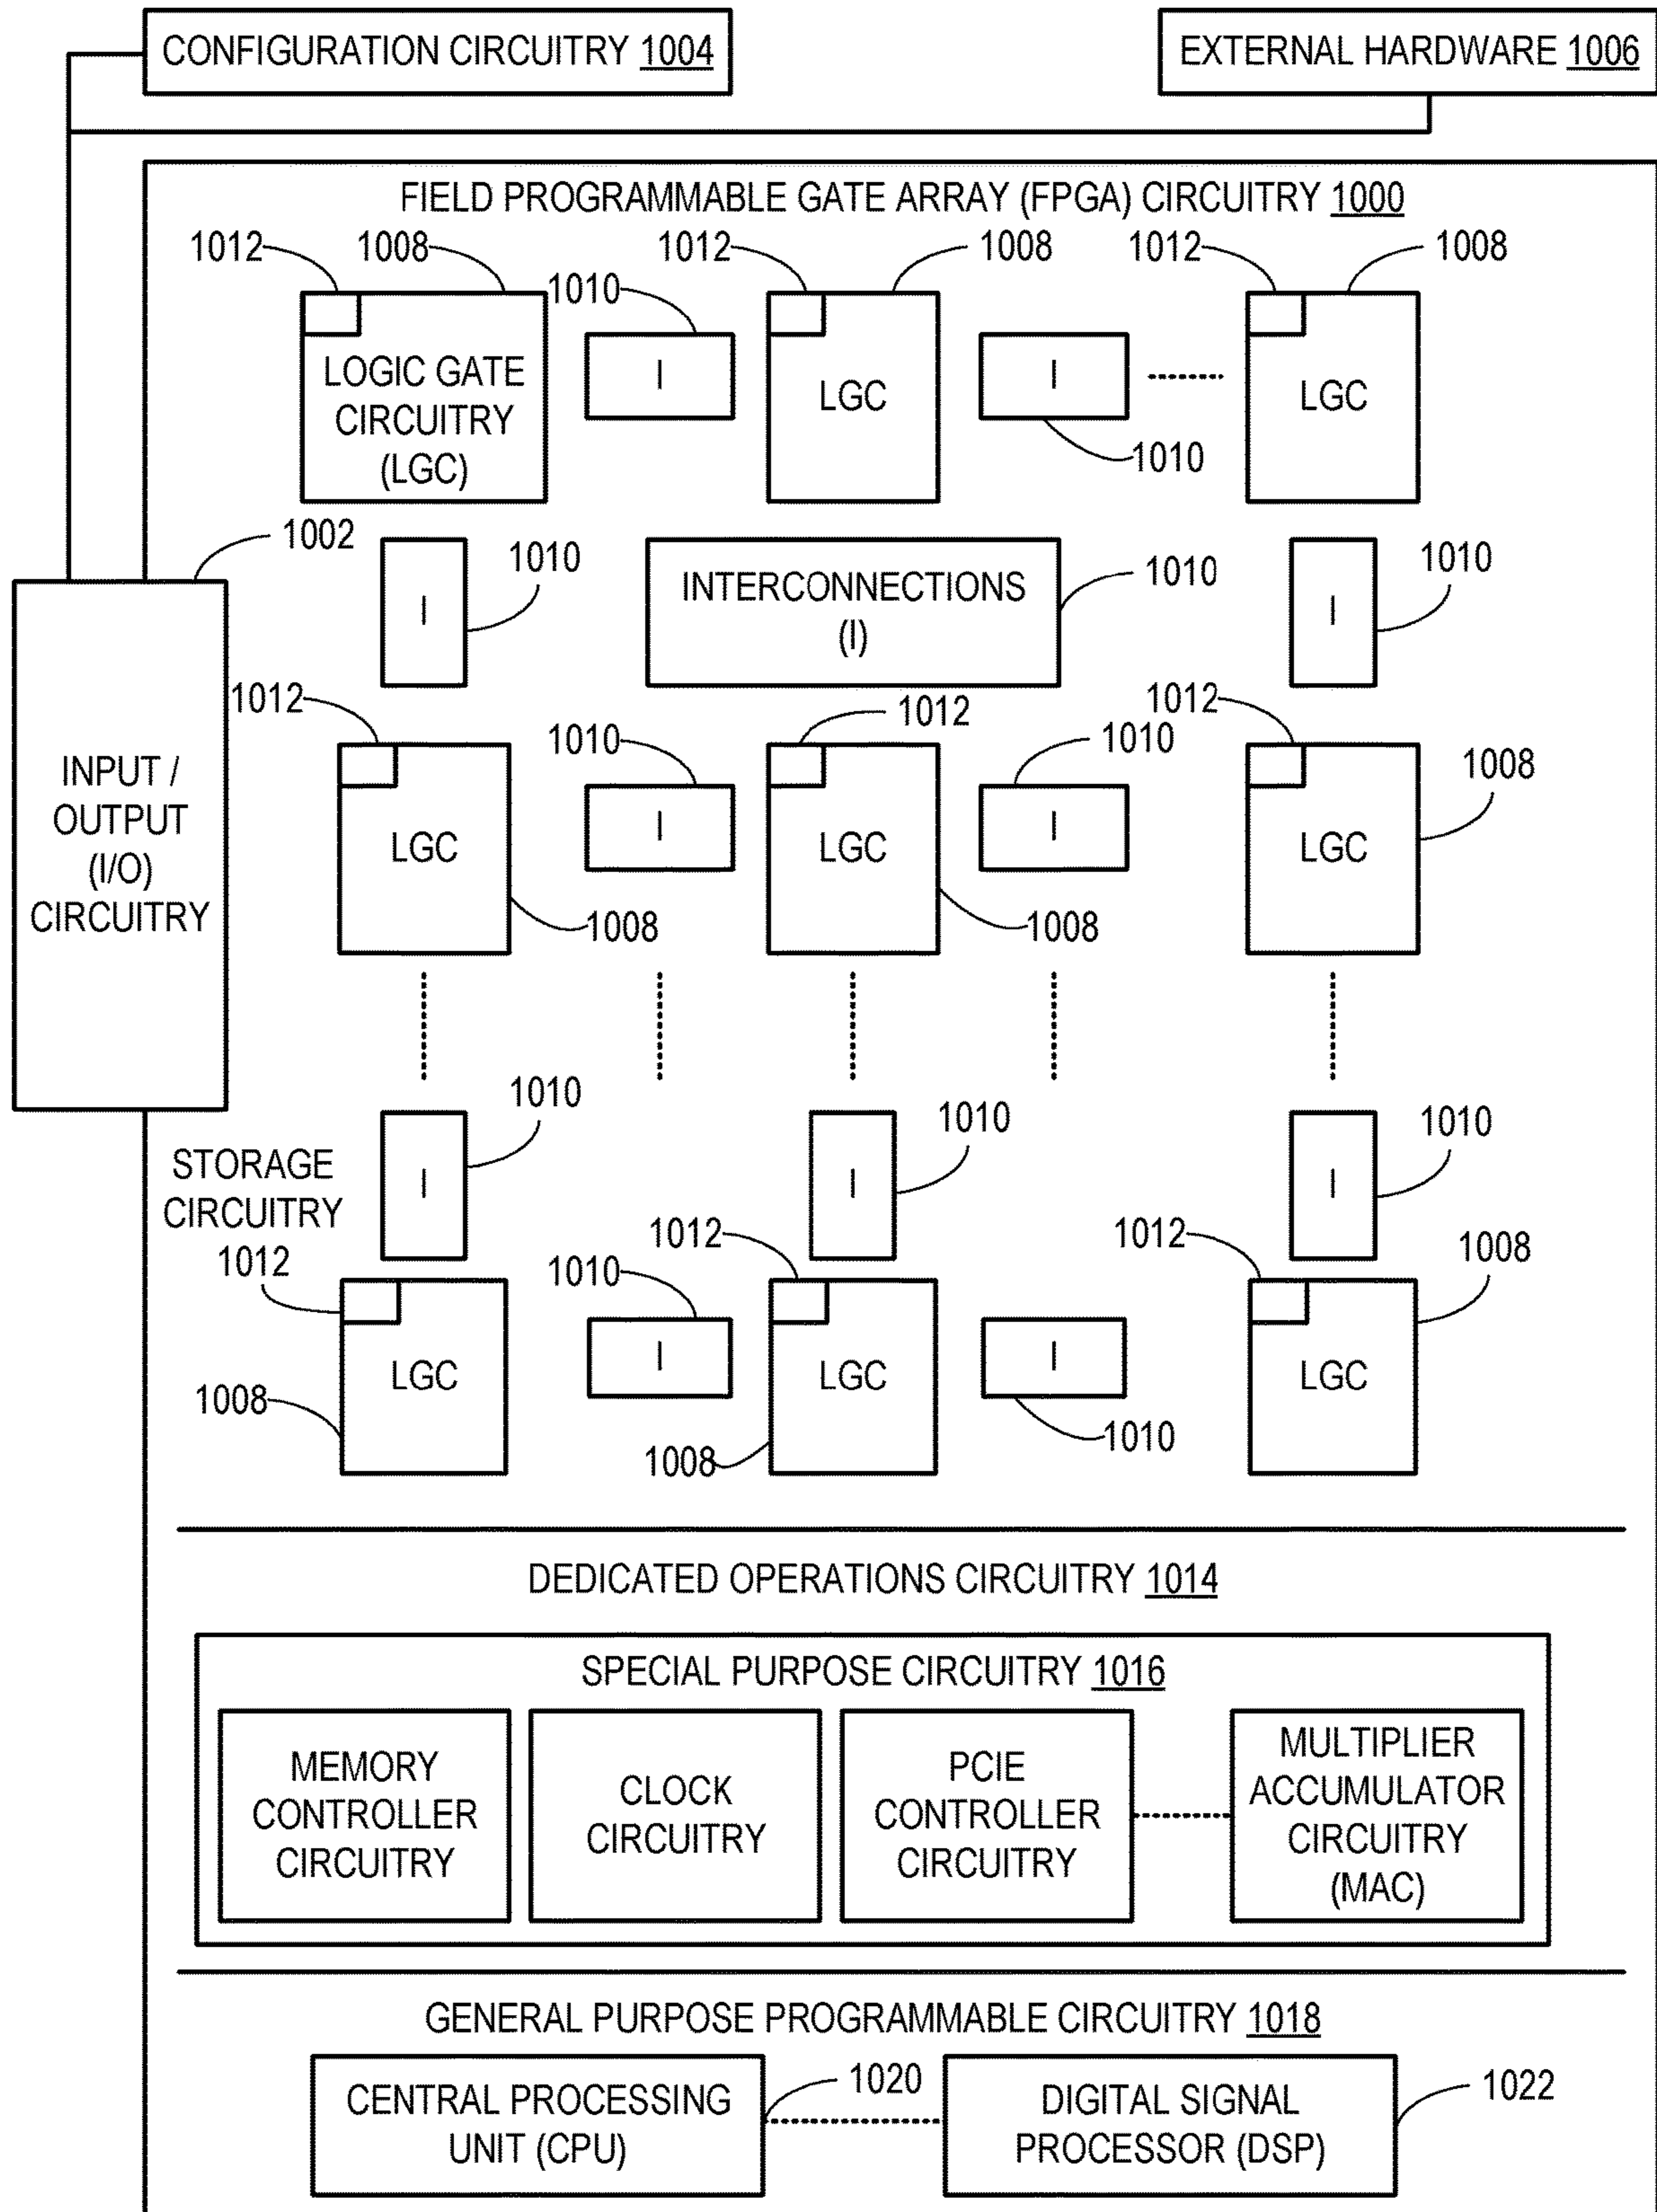 CONFIGURATION CIRCUITRY 1004
EXTERNAL HARDWARE 1006
FIELD PROGRAMMABLE GATE ARRAY (FPGA) CIRCUITRY 1000
1012
1008
1012
1008
1012
1008
1010
LOGIC GATE
CIRCUITRY
(LGC)
I
LGC
I
LGC
1010
1002
1010
1010
1010
I
INTERCONNECTIONS
(I)
I
1012
1012
1012
1010
1010
1008
INPUT /
OUTPUT
(I/O)
CIRCUITRY
LGC
I
LGC
I
LGC
1008
1008
1010
1010
1010
STORAGE
CIRCUITRY
I
I
I
1012
1012
1012
1008
1010
LGC
I
LGC
I
LGC
1008
1010
1008
DEDICATED OPERATIONS CIRCUITRY 1014
SPECIAL PURPOSE CIRCUITRY 1016
MEMORY
CONTROLLER
CIRCUITRY
CLOCK
CIRCUITRY
PCIE
CONTROLLER
CIRCUITRY
MULTIPLIER
ACCUMULATOR
CIRCUITRY
(MAC)
GENERAL PURPOSE PROGRAMMABLE CIRCUITRY 1018
CENTRAL PROCESSING
UNIT (CPU)
1020
DIGITAL SIGNAL
PROCESSOR (DSP)
1022